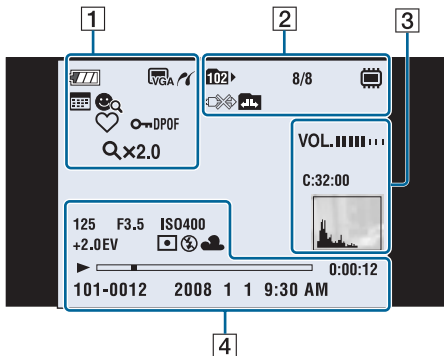 1
2
3
VGA
102
8/8
DPOF
×2.0
VOL.
C:32:00
125 F3.5 ISO400
+2.0EV
0:00:12
101-0012 2008 1 1 9:30 AM
4